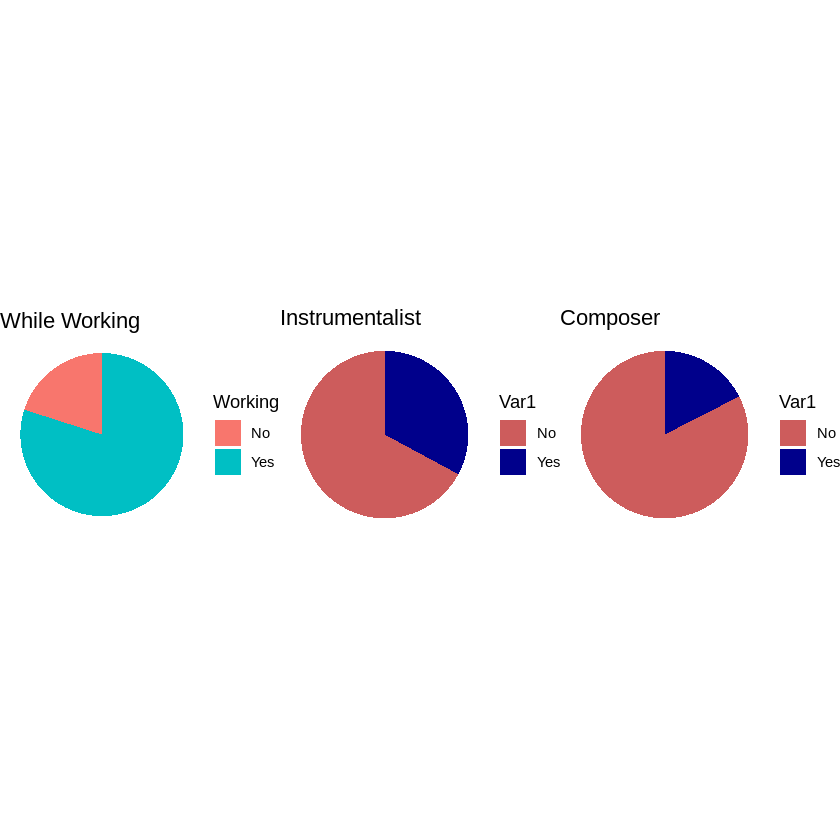 While Working
Working
No
Yes
Instrumentalist
Var1
No
Yes
Composer
Var1
No
Yes